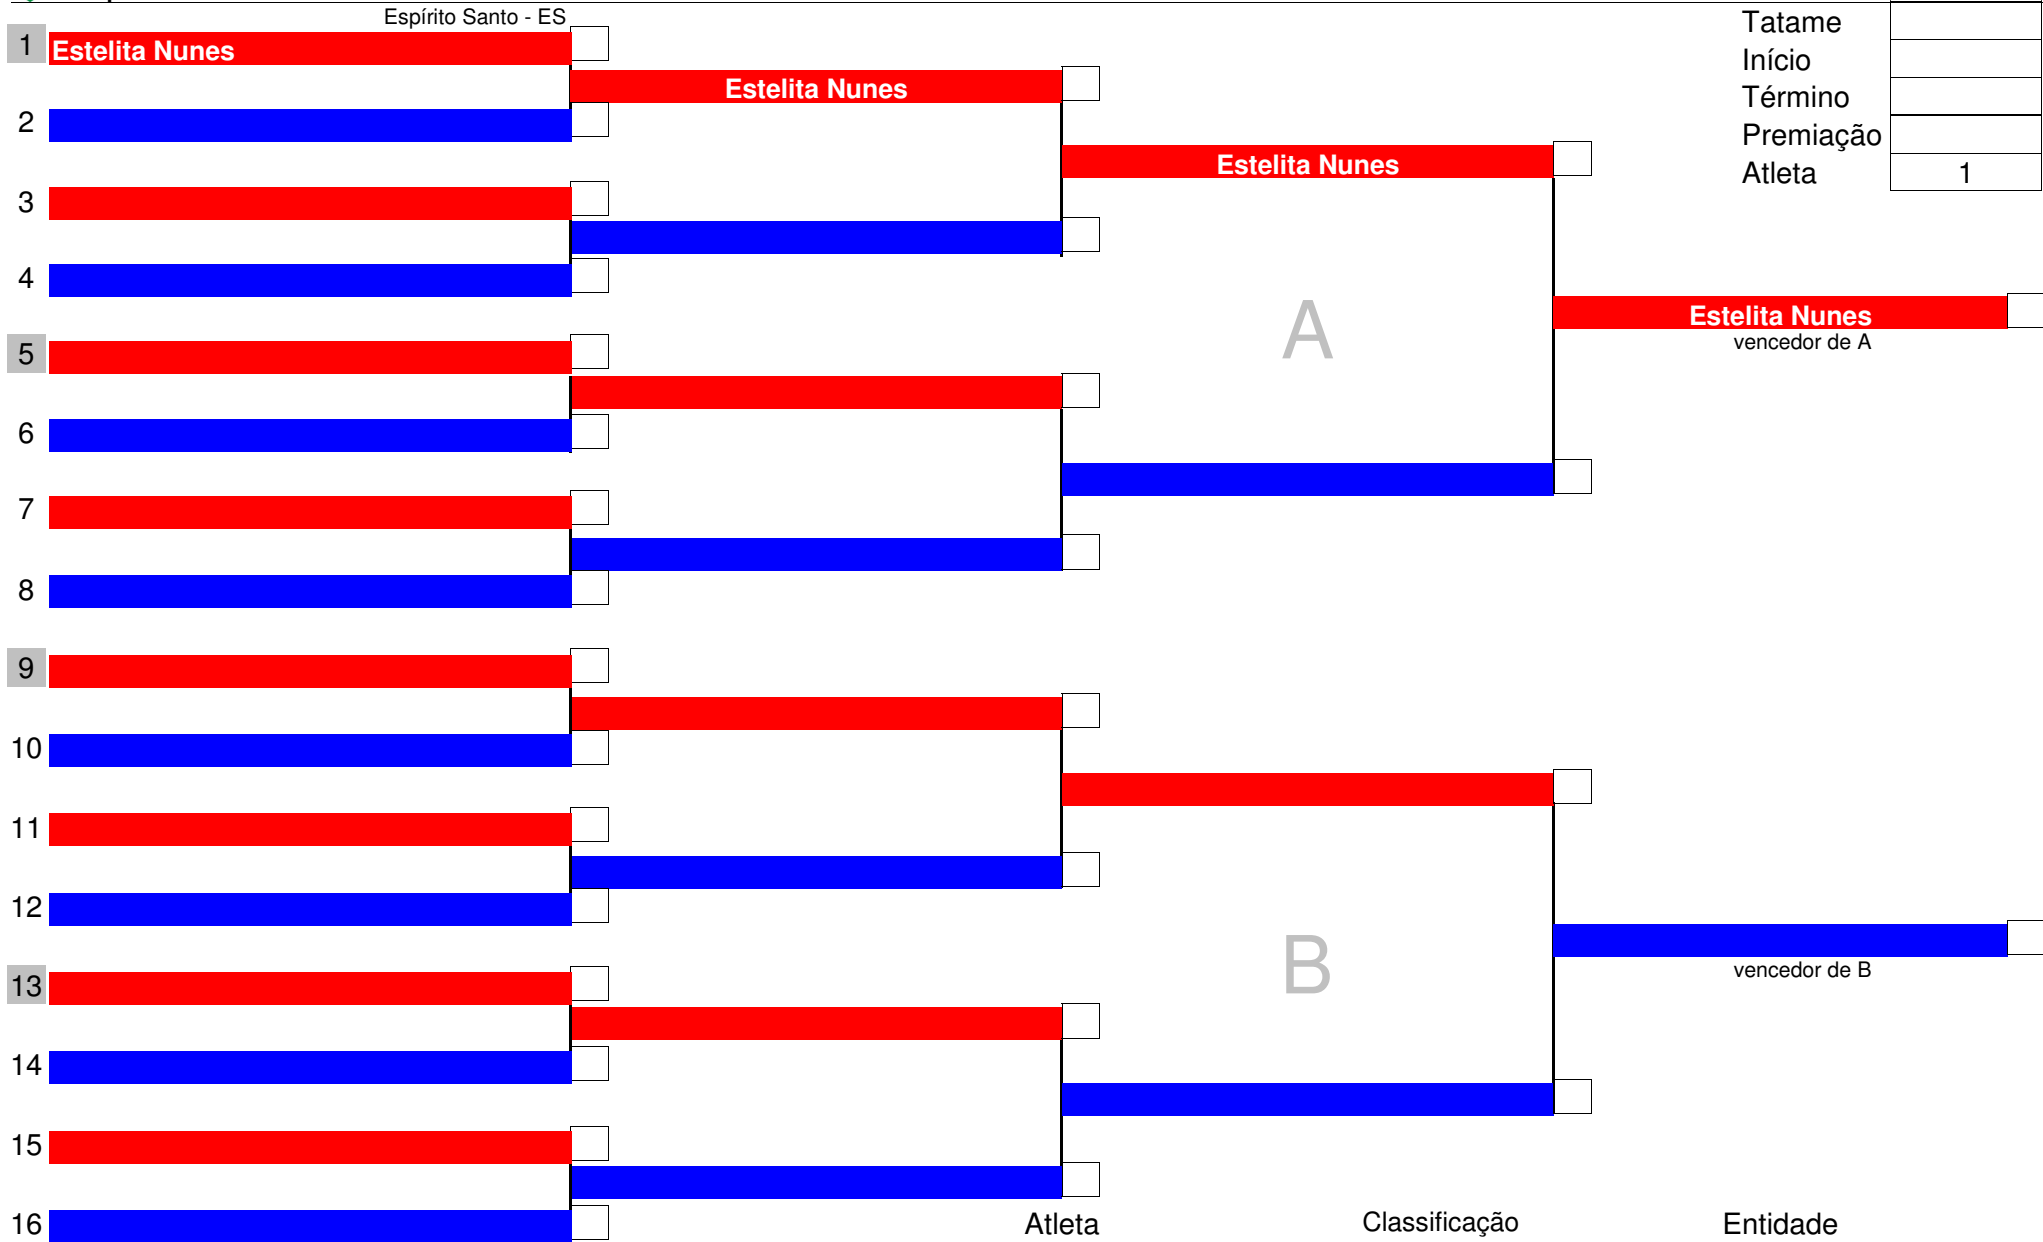 Espírito Santo - ES
Tatame
1 Estelita Nunes
Início
Estelita Nunes
Término
2
Premiação
Estelita Nunes
Atleta 1
3
4
A
Estelita Nunes
vencedor de A
5
6
7
8
9
10
11
12
B
vencedor de B
13
14
15
16
Atleta Classificação Entidade